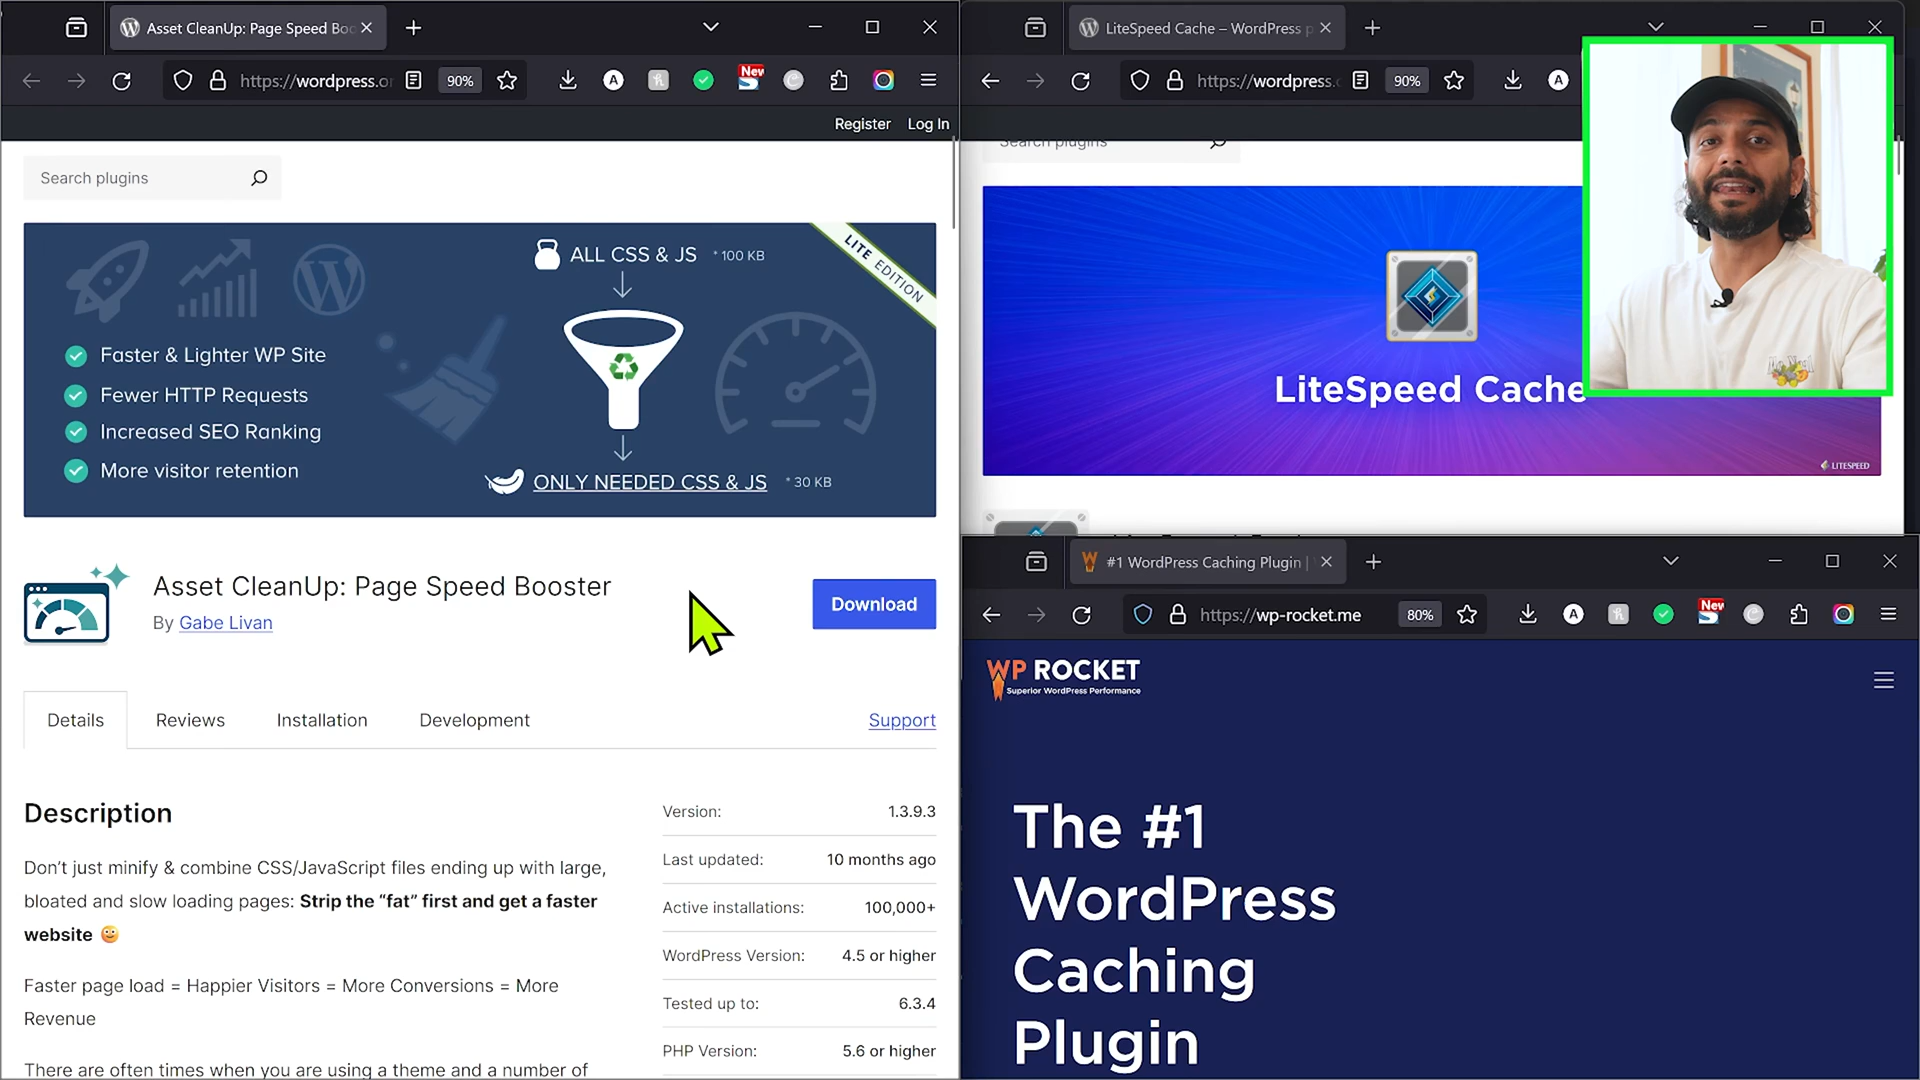 Asset CleanUp: Page Speed Boo
https://wordpress.or
90%
New
Register
Log In
Search plugins
LITE EDITION
ALL CSS & JS * 100 KB
Faster & Lighter WP Site
Fewer HTTP Requests
Increased SEO Ranking
More visitor retention
ONLY NEEDED CSS & JS * 30 KB
Asset CleanUp: Page Speed Booster
By Gabe Livan
Download
Details
Reviews
Installation
Development
Support
Description
Don’t just minify & combine CSS/JavaScript files ending up with large,
bloated and slow loading pages: Strip the “fat” first and get a faster
website
Faster page load = Happier Visitors = More Conversions = More
Revenue
There are often times when you are using a theme and a number of
Version: 1.3.9.3
Last updated: 10 months ago
Active installations: 100,000+
WordPress Version: 4.5 or higher
Tested up to: 6.3.4
PHP Version: 5.6 or higher
LiteSpeed Cache – WordPress p
https://wordpress.
90%
A
Search plugins
LiteSpeed Cache
LITESPEED
#1 WordPress Caching Plugin |
https://wp-rocket.me
80%
A
New
WP ROCKET
Superior WordPress Performance
The #1
WordPress
Caching
Plugin